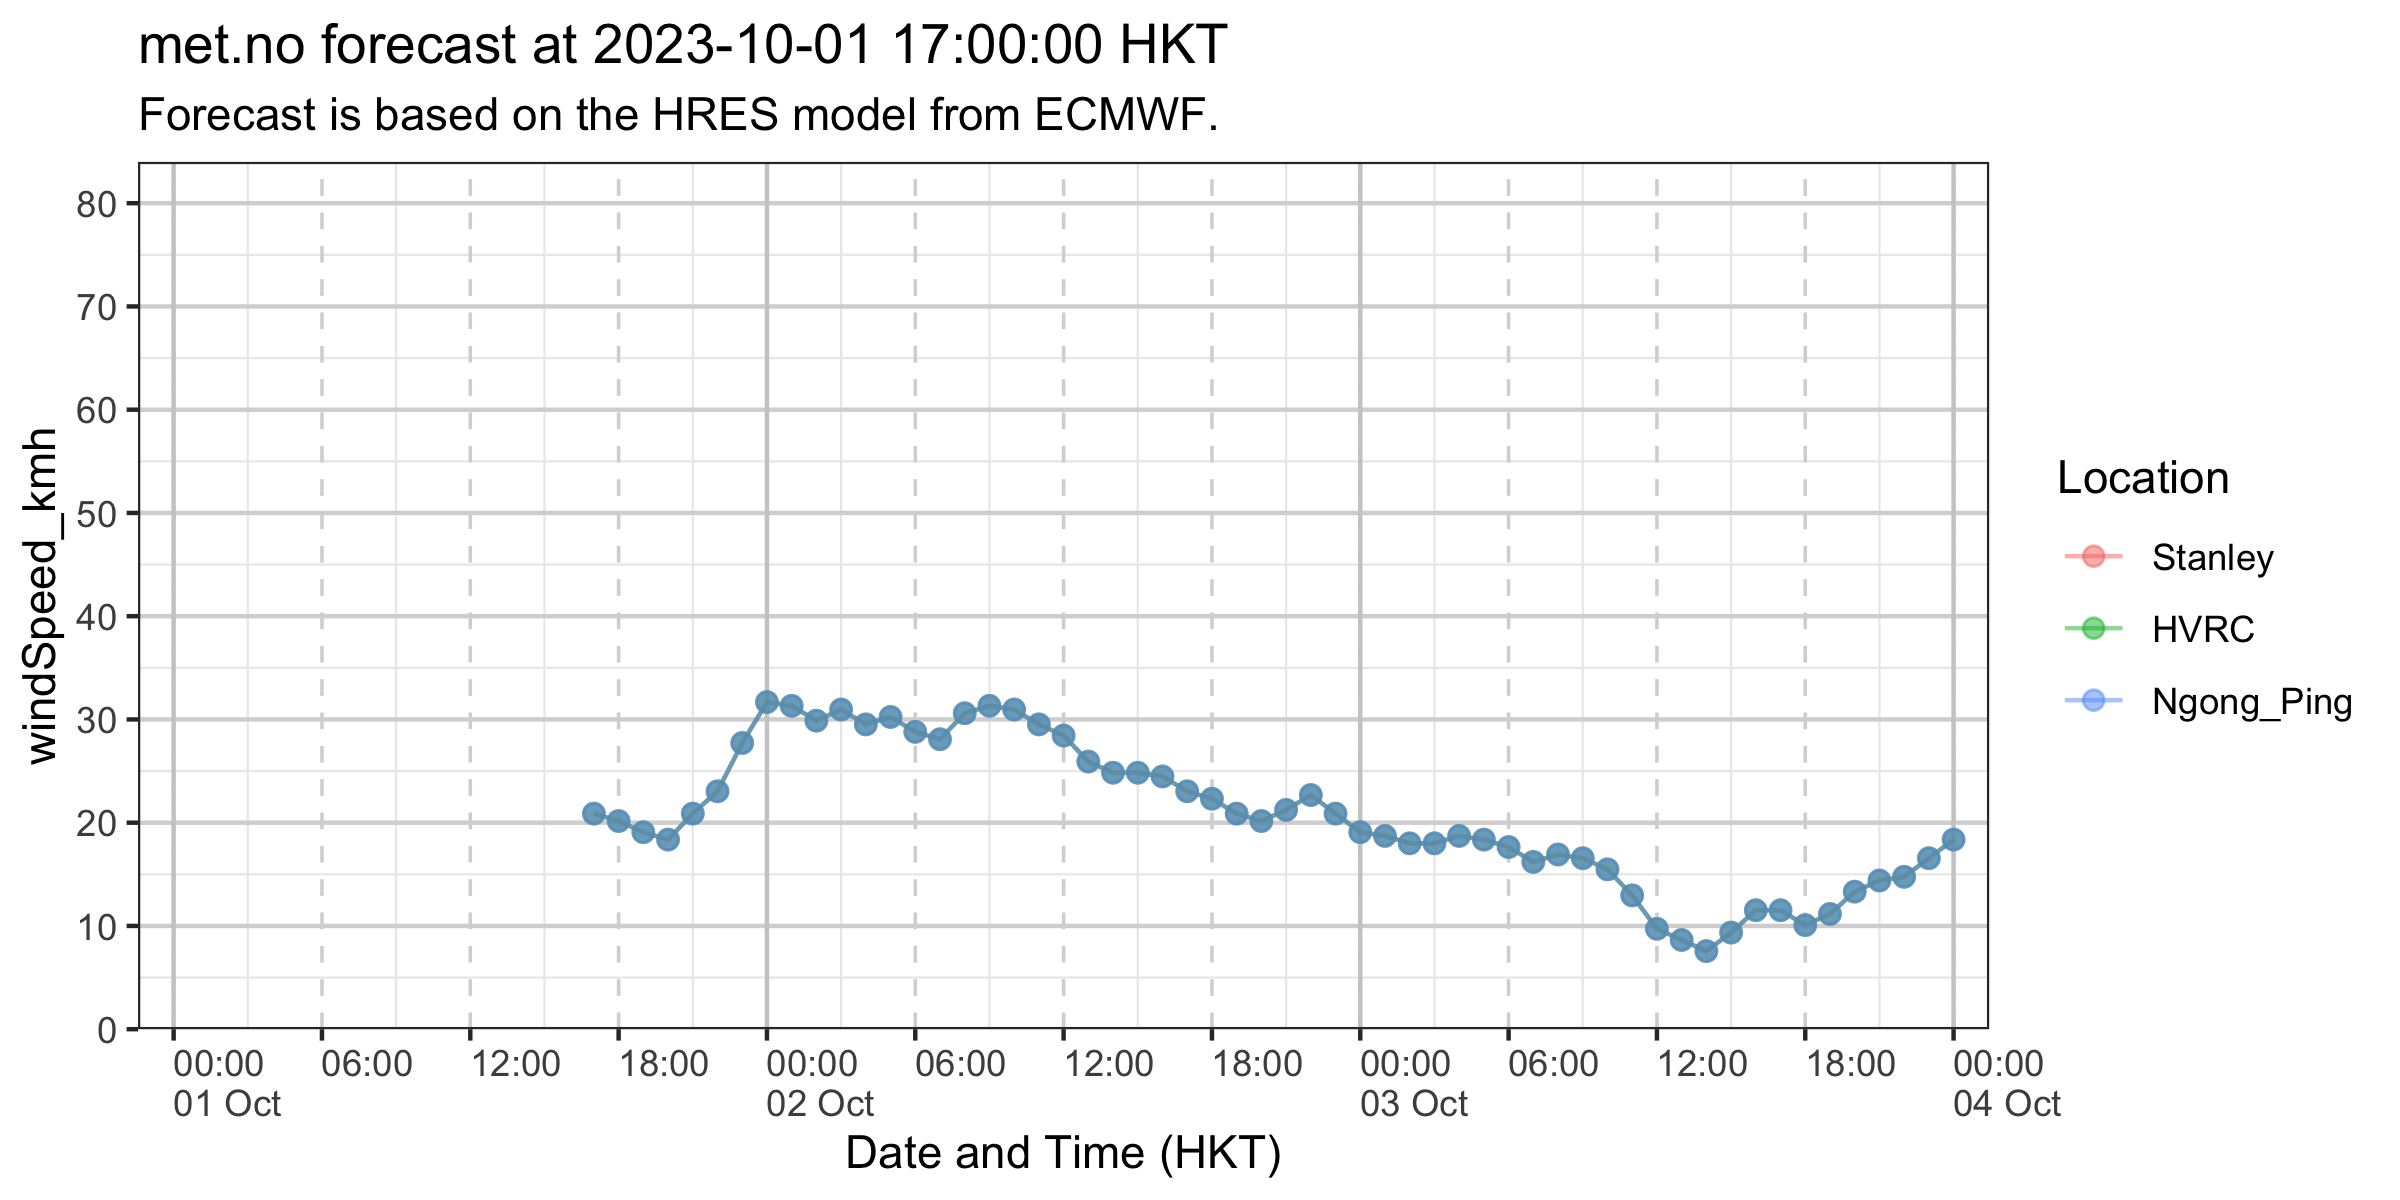 met.no forecast at 2023-10-01 17:00:00 HKT
Forecast is based on the HRES model from ECMWF.
windSpeed_kmh
80
70
60
50
40
30
20
10
0
00:00 06:00 12:00 18:00 00:00 06:00 12:00 18:00 00:00 06:00 12:00 18:00 00:00
01 Oct 02 Oct 03 Oct 04 Oct
Date and Time (HKT)
Location
Stanley
HVRC
Ngong_Ping